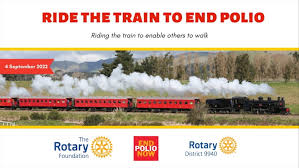 RIDE THE TRAIN TO END POLIO
Riding the train to enable others to walk
4 September 2022
The Rotary
Foundation
END
POLIO
NOW
Rotary
District 9940